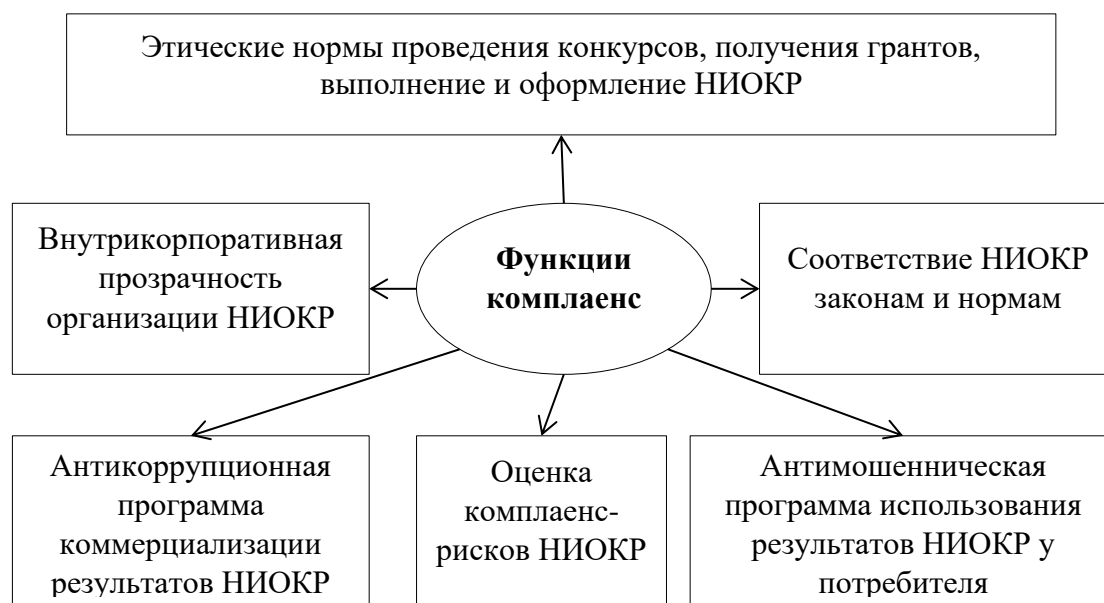 Этические нормы проведения конкурсов, получения грантов,
выполнение и оформление НИОКР
Внутрикорпоративная
прозрачность
организации НИОКР
Функции
комплаенс
Соответствие НИОКР
законам и нормам
Антикоррупционная
программа
коммерциализации
результатов НИОКР
Оценка
комплаенс-
рисков НИОКР
Антимошенническая
программа использования
результатов НИОКР у
потребителя